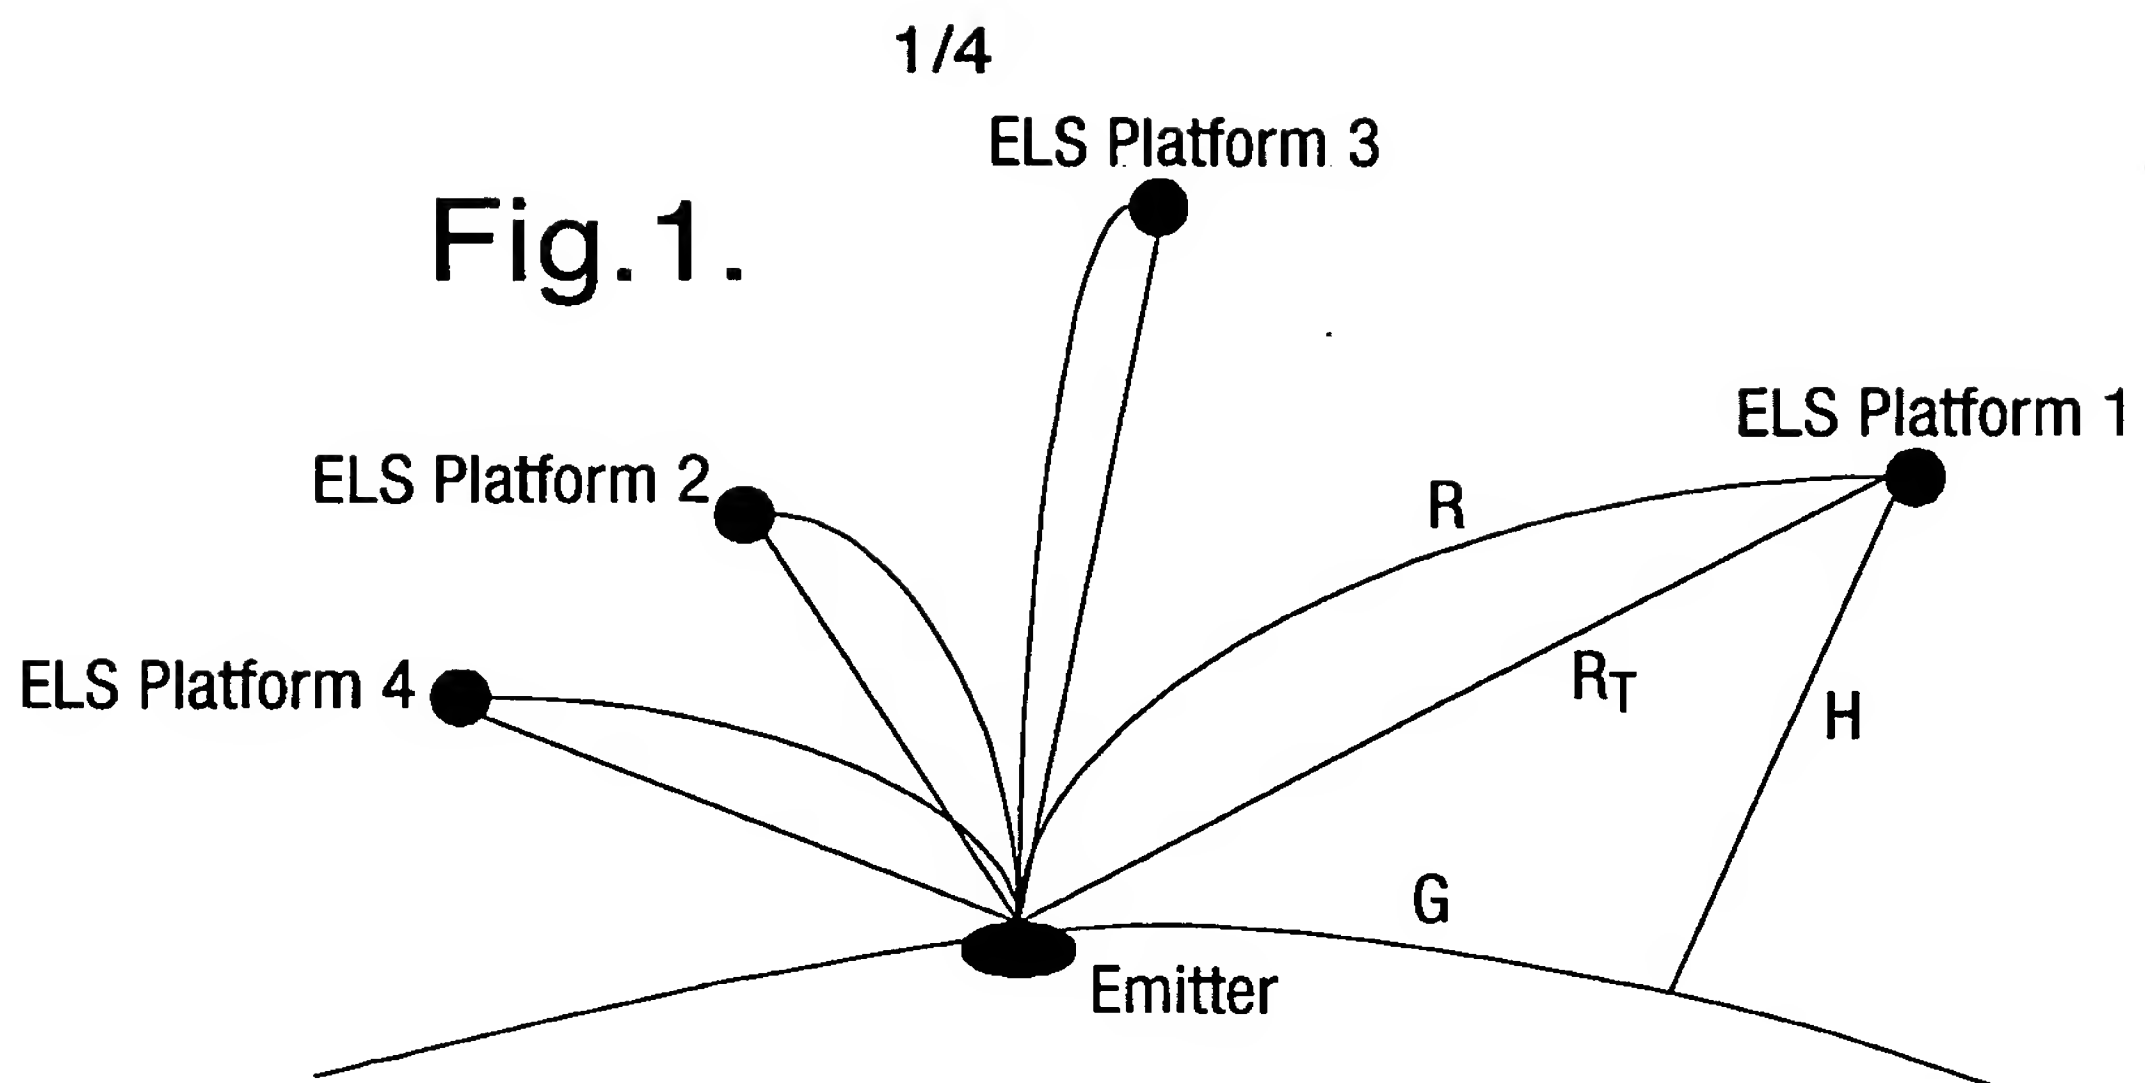 1/4
ELS Platform 3
Fig.1.
ELS Platform 1
ELS Platform 2
R
ELS Platform 4
RT
H
G
Emitter